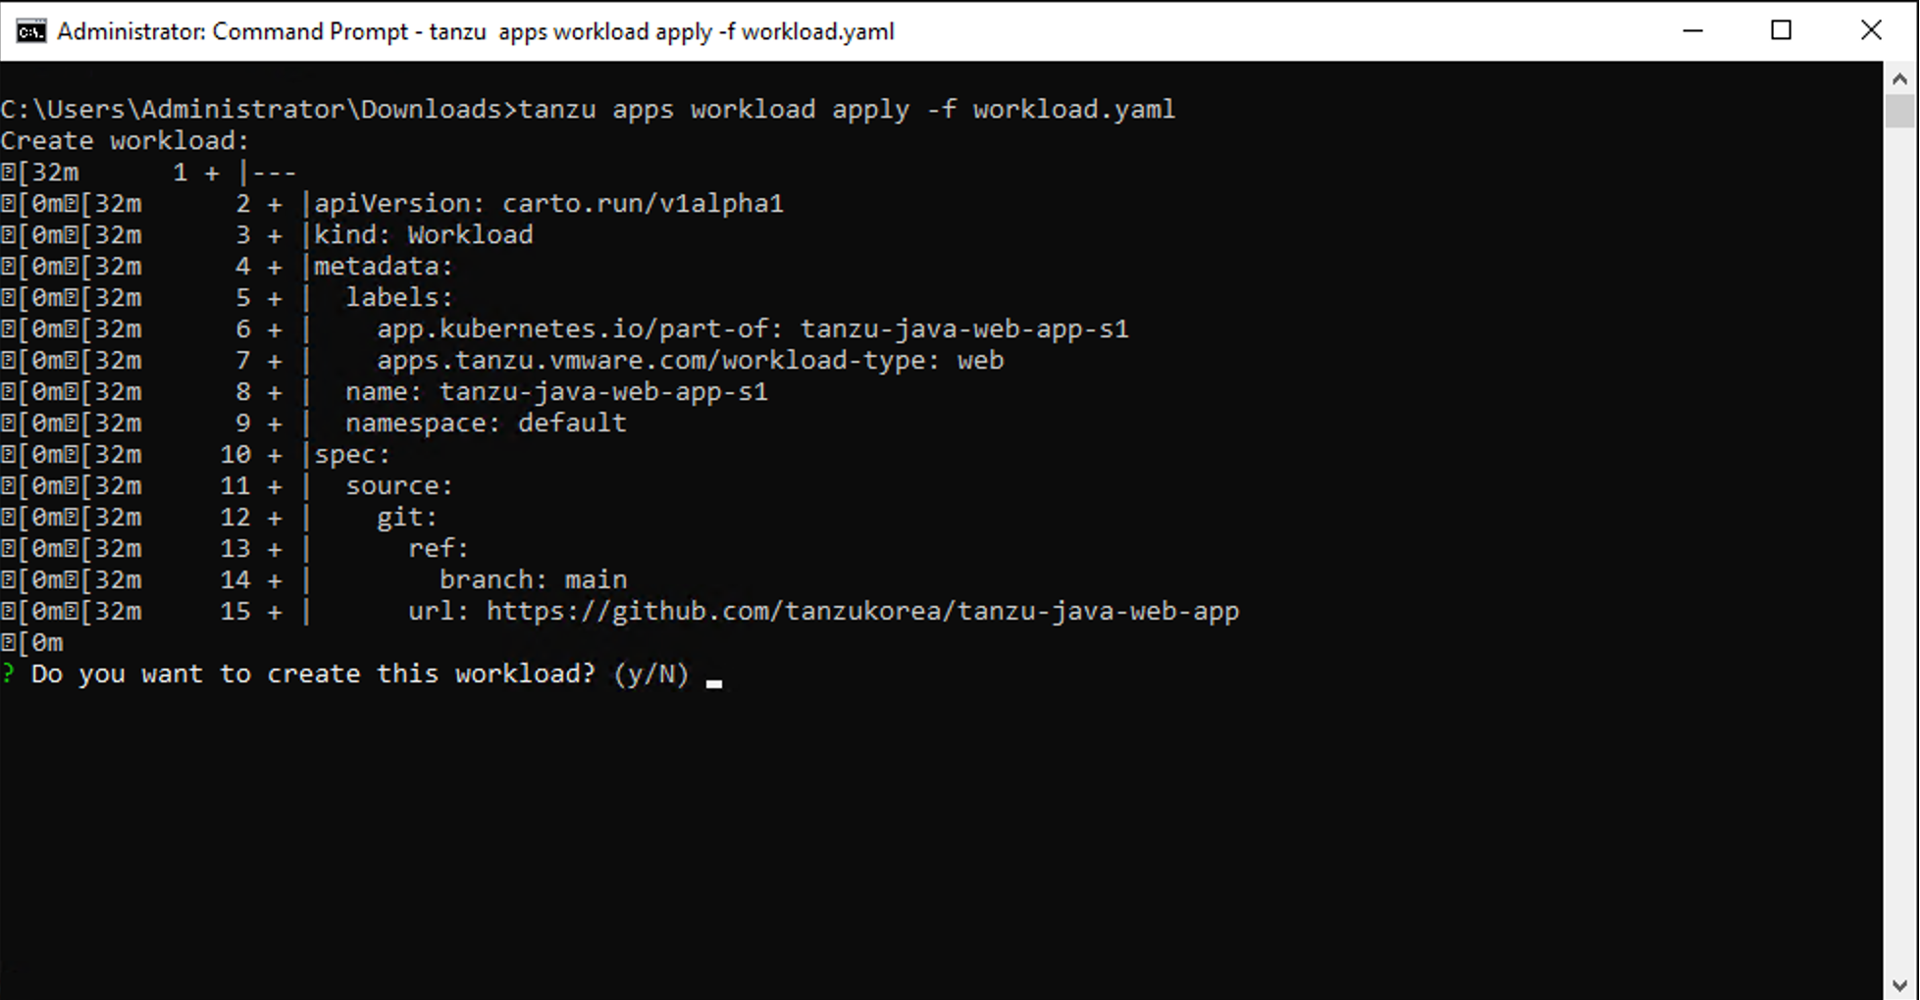 Administrator: Command Prompt - tanzu  apps workload apply -f workload.yaml
C:\Users\Administrator\Downloads>tanzu apps workload apply -f workload.yaml
Create workload:
[32m      1 + |---
[0m[32m      2 + |apiVersion: carto.run/v1alpha1
[0m[32m      3 + |kind: Workload
[0m[32m      4 + |metadata:
[0m[32m      5 + |  labels:
[0m[32m      6 + |    app.kubernetes.io/part-of: tanzu-java-web-app-s1
[0m[32m      7 + |    apps.tanzu.vmware.com/workload-type: web
[0m[32m      8 + |  name: tanzu-java-web-app-s1
[0m[32m      9 + |  namespace: default
[0m[32m     10 + |spec:
[0m[32m     11 + |  source:
[0m[32m     12 + |    git:
[0m[32m     13 + |      ref:
[0m[32m     14 + |        branch: main
[0m[32m     15 + |      url: https://github.com/tanzukorea/tanzu-java-web-app
[0m
? Do you want to create this workload? (y/N)